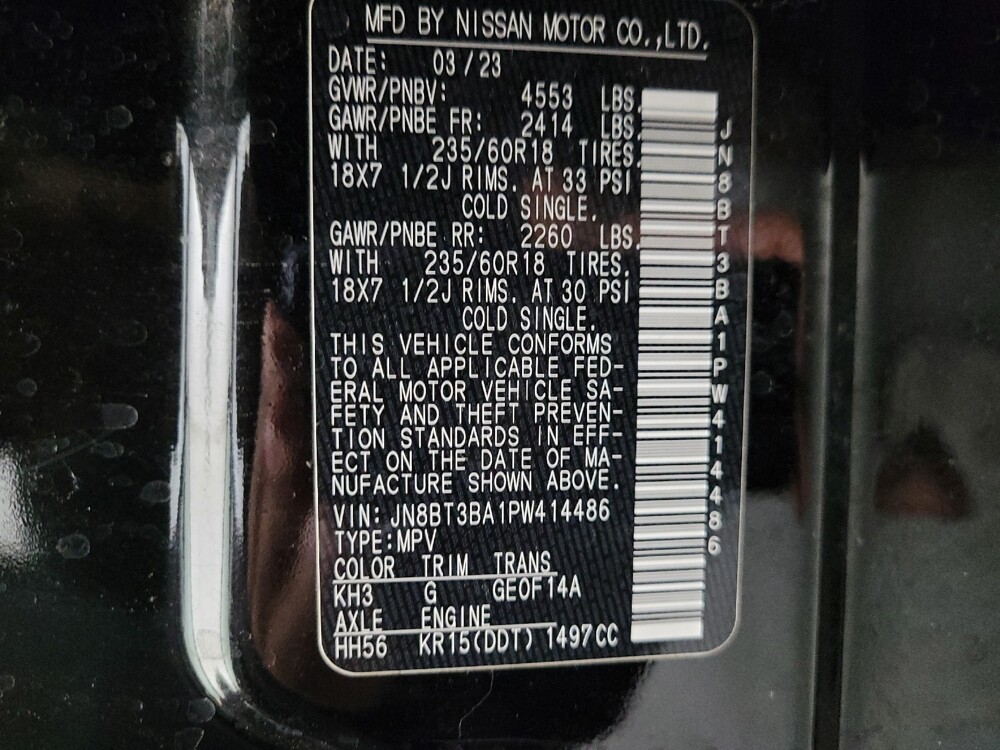 MFD BY NISSAN MOTOR CO.,LTD.
DATE: 03 / 23
GVWR/PNBV: 4553 LBS.
GAWR/PNBE FR: 2414 LBS.
WITH 235/60R18 TIRES.
18X7 1/2J RIMS. AT 33 PSI
COLD SINGLE.
GAWR/PNBE RR: 2260 LBS.
WITH 235/60R18 TIRES.
18X7 1/2J RIMS. AT 30 PSI
COLD SINGLE.
THIS VEHICLE CONFORMS
TO ALL APPLICABLE FED-
ERAL MOTOR VEHICLE SA-
FETY AND THEFT PREVEN-
TION STANDARDS IN EFF-
ECT ON THE DATE OF MA-
NUFACTURE SHOWN ABOVE.
VIN: JN8BT3BA1PW414486
TYPE:MPV
COLOR TRIM TRANS
KH3 G GE0F14A
AXLE ENGINE
HH56 KR15(DDT) 1497CC
JN8BT3BA1PW414486